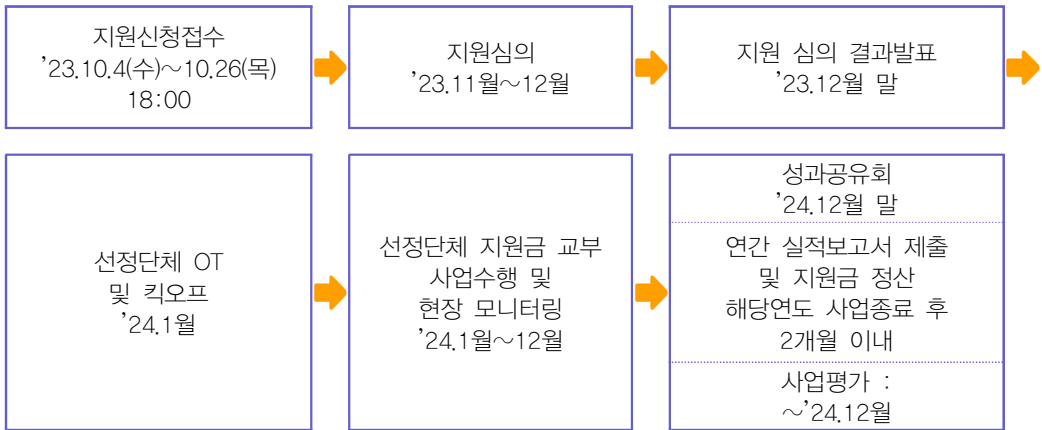 지원신청접수
’23.10.4(수)~10.26(목)
18:00
지원심의
’23.11월~12월
지원 심의 결과발표
’23.12월 말
선정단체 OT
및 킥오프
’24.1월
선정단체 지원금 교부
사업수행 및
현장 모니터링
’24.1월~12월
성과공유회
’24.12월 말
연간 실적보고서 제출
및 지원금 정산
해당연도 사업종료 후
2개월 이내
사업평가 :
~’24.12월